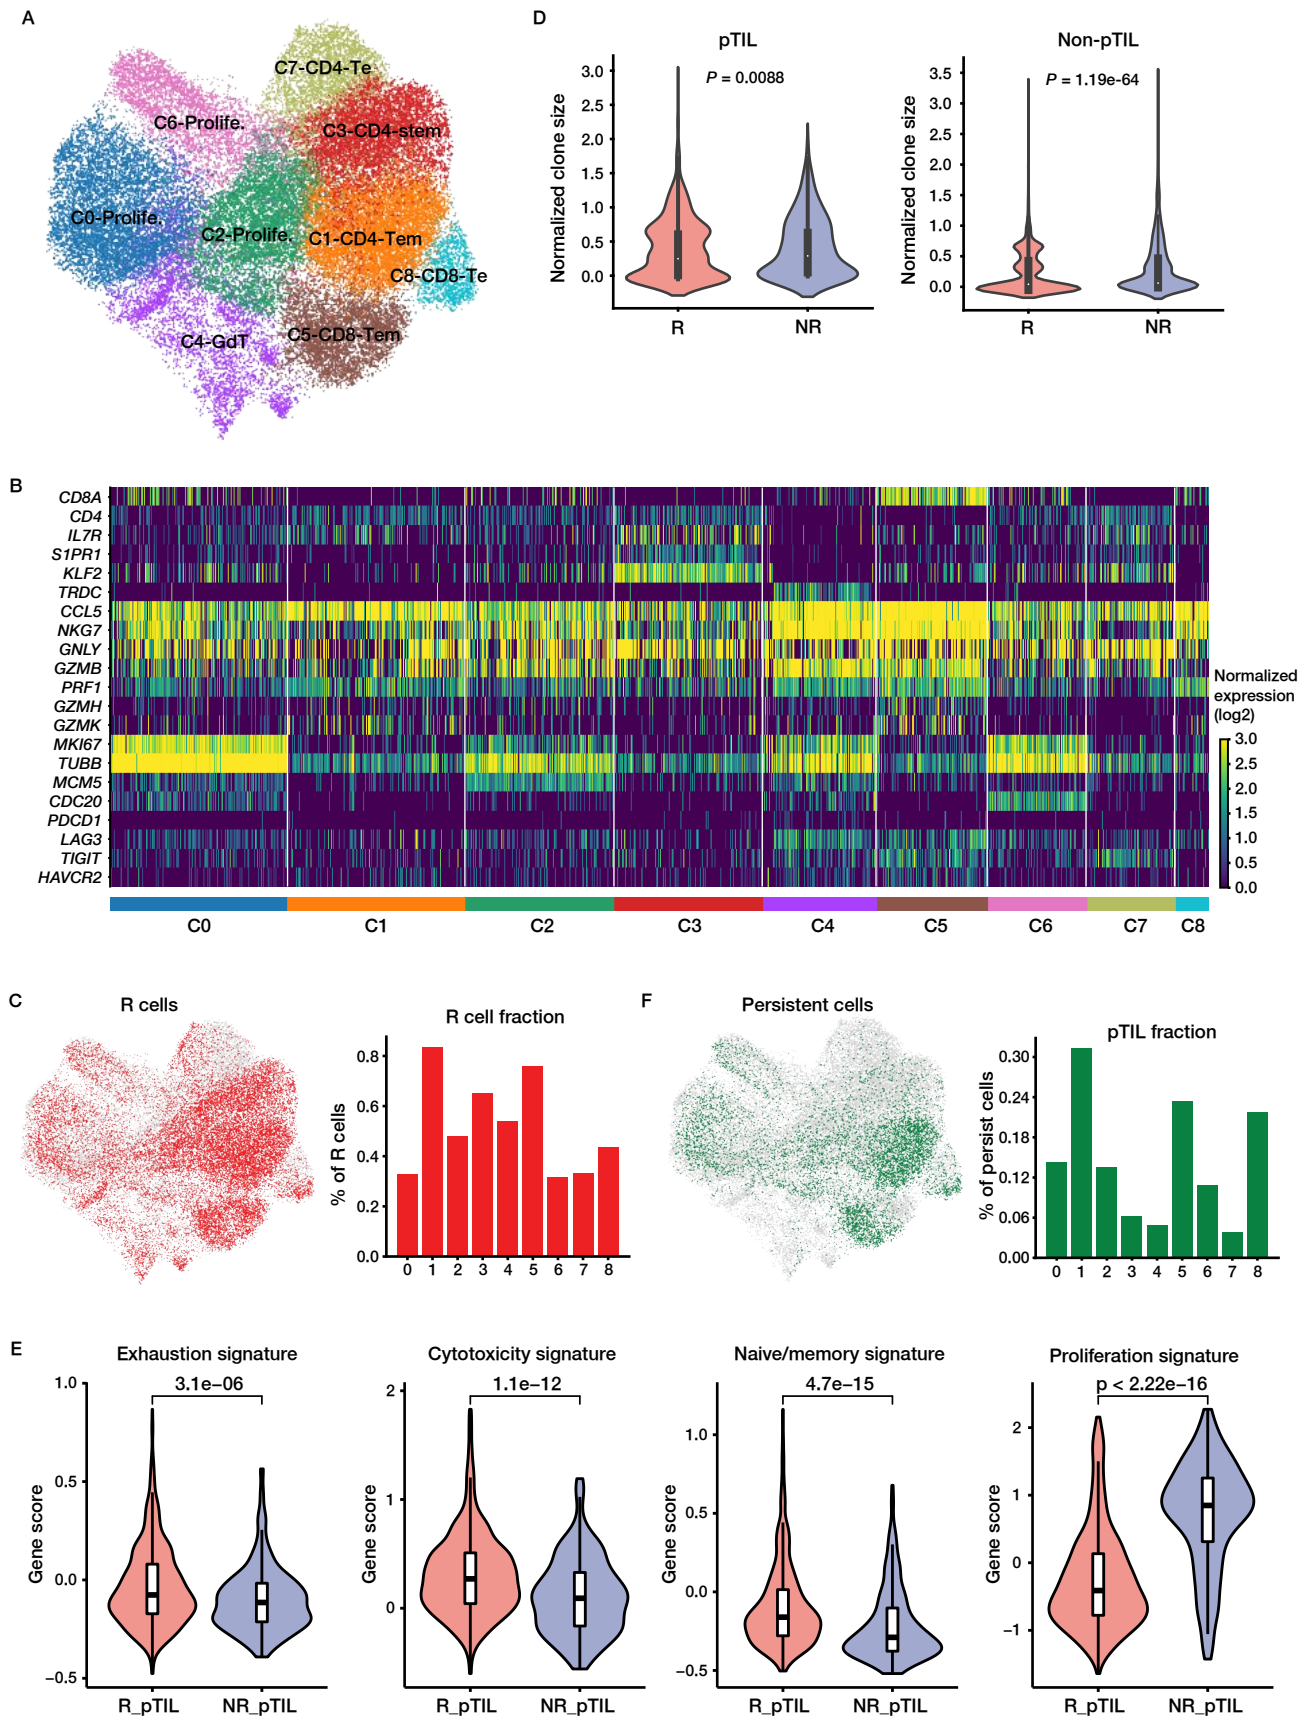 A
C7-CD4-Te
C6-Prolife.
C3-CD4-stem
C0-Prolife.
C2-Prolife.
C1-CD4-Tem
C8-CD8-Te
C4-GdT
C5-CD8-Tem
D
pTIL
P = 0.0088
Normalized clone size
3.0
2.5
2.0
1.5
1.0
0.5
0.0
R
NR
Non-pTIL
P = 1.19e-64
Normalized clone size
3.5
3.0
2.5
2.0
1.5
1.0
0.5
0.0
R
NR
B
CD8A
CD4
IL7R
S1PR1
KLF2
TRDC
CCL5
NKG7
GNLY
GZMB
PRF1
GZMH
GZMK
MKI67
TUBB
MCM5
CDC20
PDCD1
LAG3
TIGIT
HAVCR2
C0
C1
C2
C3
C4
C5
C6
C7
C8
Normalized
expression
(log2)
3.0
2.5
2.0
1.5
1.0
0.5
0.0
C
R cells
R cell fraction
% of R cells
0.8
0.6
0.4
0.2
0.0
0 1 2 3 4 5 6 7 8
F
Persistent cells
pTIL fraction
% of persist cells
0.30
0.24
0.18
0.12
0.06
0.00
0 1 2 3 4 5 6 7 8
E
Exhaustion signature
3.1e−06
Gene score
1.0
0.5
0.0
−0.5
R_pTIL
NR_pTIL
Cytotoxicity signature
1.1e−12
Gene score
2
1
0
R_pTIL
NR_pTIL
Naive/memory signature
4.7e−15
Gene score
1.0
0.5
0.0
−0.5
R_pTIL
NR_pTIL
Proliferation signature
p < 2.22e−16
Gene score
2
1
0
−1
R_pTIL
NR_pTIL